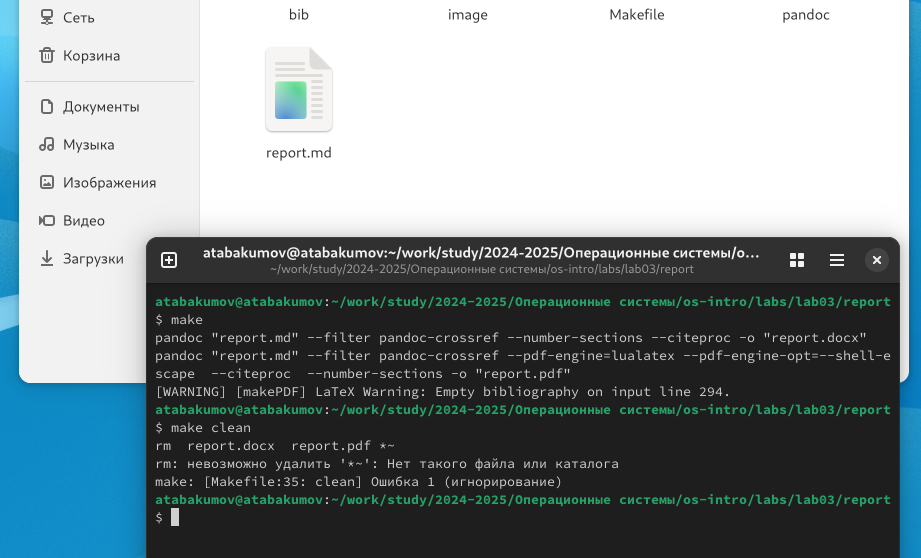 Сеть
Корзина
Документы
Музыка
Изображения
Видео
Загрузки
bib image Makefile pandoc
report.md
atabakumov@atabakumov:~/work/study/2024-2025/Операционные системы/o...
~/work/study/2024-2025/Операционные системы/os-intro/labs/lab03/report
atabakumov@atabakumov:~/work/study/2024-2025/Операционные системы/os-intro/labs/lab03/report
$ make
pandoc "report.md" --filter pandoc-crossref --number-sections --citeproc -o "report.docx"
pandoc "report.md" --filter pandoc-crossref --pdf-engine=lualatex --pdf-engine-opt=--shell-e
scape  --citeproc  --number-sections -o "report.pdf"
[WARNING] [makePDF] LaTeX Warning: Empty bibliography on input line 294.
atabakumov@atabakumov:~/work/study/2024-2025/Операционные системы/os-intro/labs/lab03/report
$ make clean
rm  report.docx  report.pdf *~
rm: невозможно удалить '*~': Нет такого файла или каталога
make: [Makefile:35: clean] Ошибка 1 (игнорирование)
atabakumov@atabakumov:~/work/study/2024-2025/Операционные системы/os-intro/labs/lab03/report
$